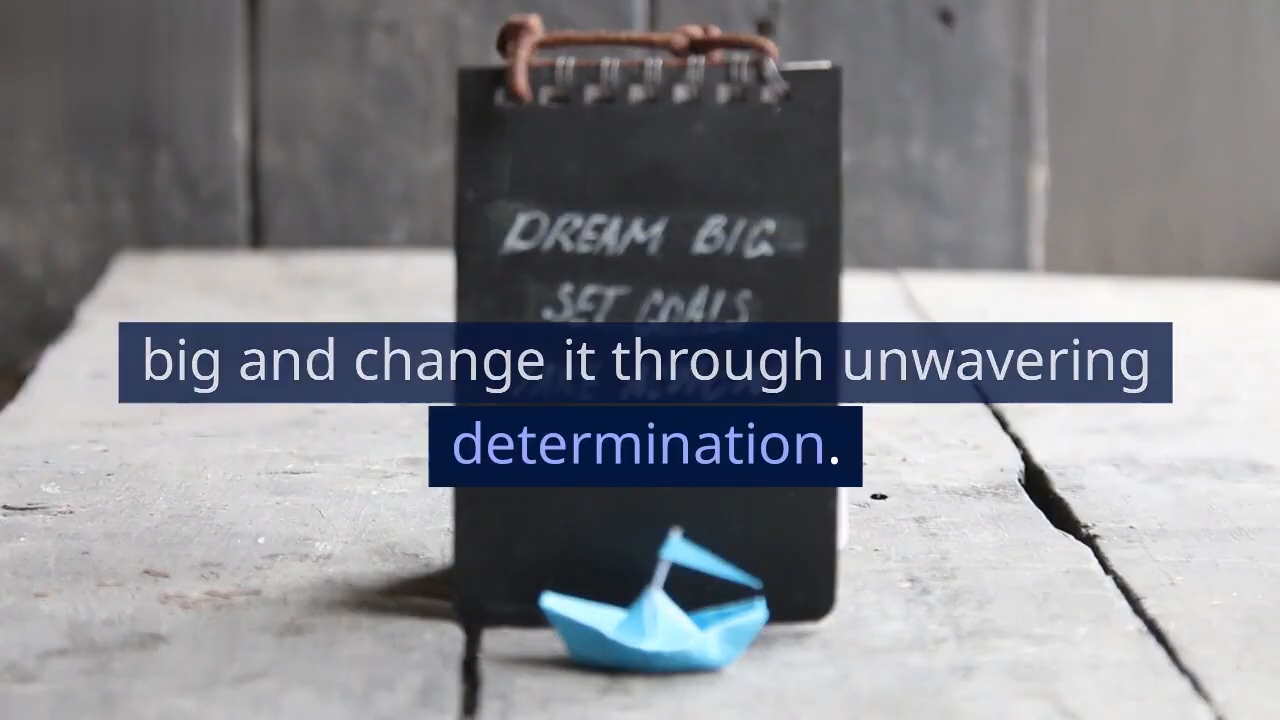 DREAM BIG
SET GOALS
big and change it through unwavering
determination.